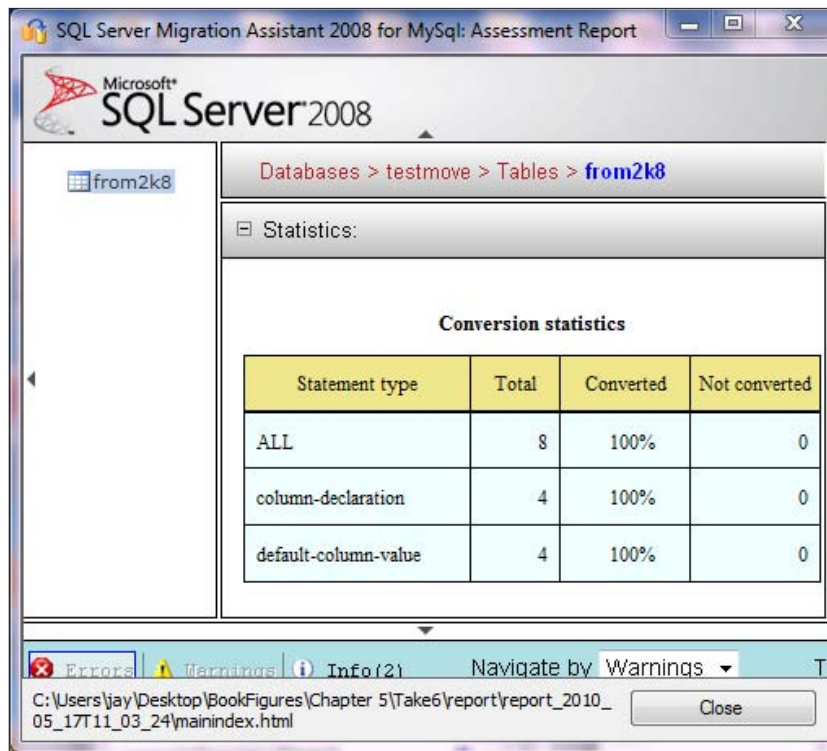 SQL Server Migration Assistant 2008 for MySql: Assessment Report
Microsoft®
SQL Server® 2008
from2k8
Databases > testmove > Tables > from2k8
Statistics:
Conversion statistics
Statement type Total Converted Not converted
ALL 8 100% 0
column-declaration 4 100% 0
default-column-value 4 100% 0
Errors Warnings Info(2) Navigate by Warnings T
C:\Users\jay\Desktop\BookFigures\Chapter 5\Take6\report\report_2010_
05_17T11_03_24\mainindex.html
Close